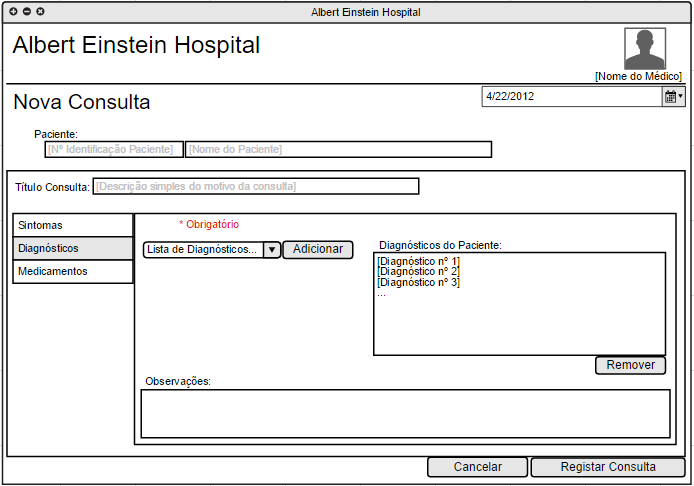 Albert Einstein Hospital
Albert Einstein Hospital
[Nome do Médico]
Nova Consulta
4/22/2012
Paciente:
[Nº Identificação Paciente] [Nome do Paciente]
Título Consulta: [Descrição simples do motivo da consulta]
Sintomas
Diagnósticos
Medicamentos
* Obrigatório
Lista de Diagnósticos... Adicionar
Diagnósticos do Paciente:
[Diagnóstico nº 1]
[Diagnóstico nº 2]
[Diagnóstico nº 3]
...
Remover
Observações:
Cancelar Registar Consulta